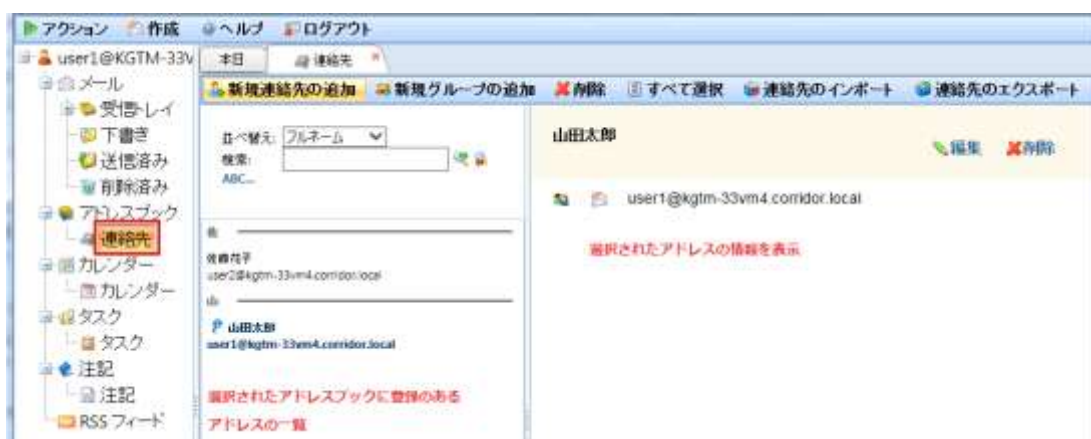 アクション 作成 ヘルプ ログアウト
user1@KGTM-33V
メール
受信トレイ
下書き
送信済み
削除済み
アドレスブック
連絡先
カレンダー
カレンダー
タスク
タスク
注記
注記
RSS フィード
本日 連絡先
新規連絡先の追加 新規グループの追加 削除 すべて選択 連絡先のインポート 連絡先のエクスポート
並べ替え: フルネーム
検索:
ABC...
佐
佐藤花子
user2@kgtm-33vm4.corridor.local
山
山田太郎
user1@kgtm-33vm4.corridor.local
選択されたアドレスブックに登録のある
アドレスの一覧
山田太郎
編集 削除
user1@kgtm-33vm4.corridor.local
選択されたアドレスの情報を表示